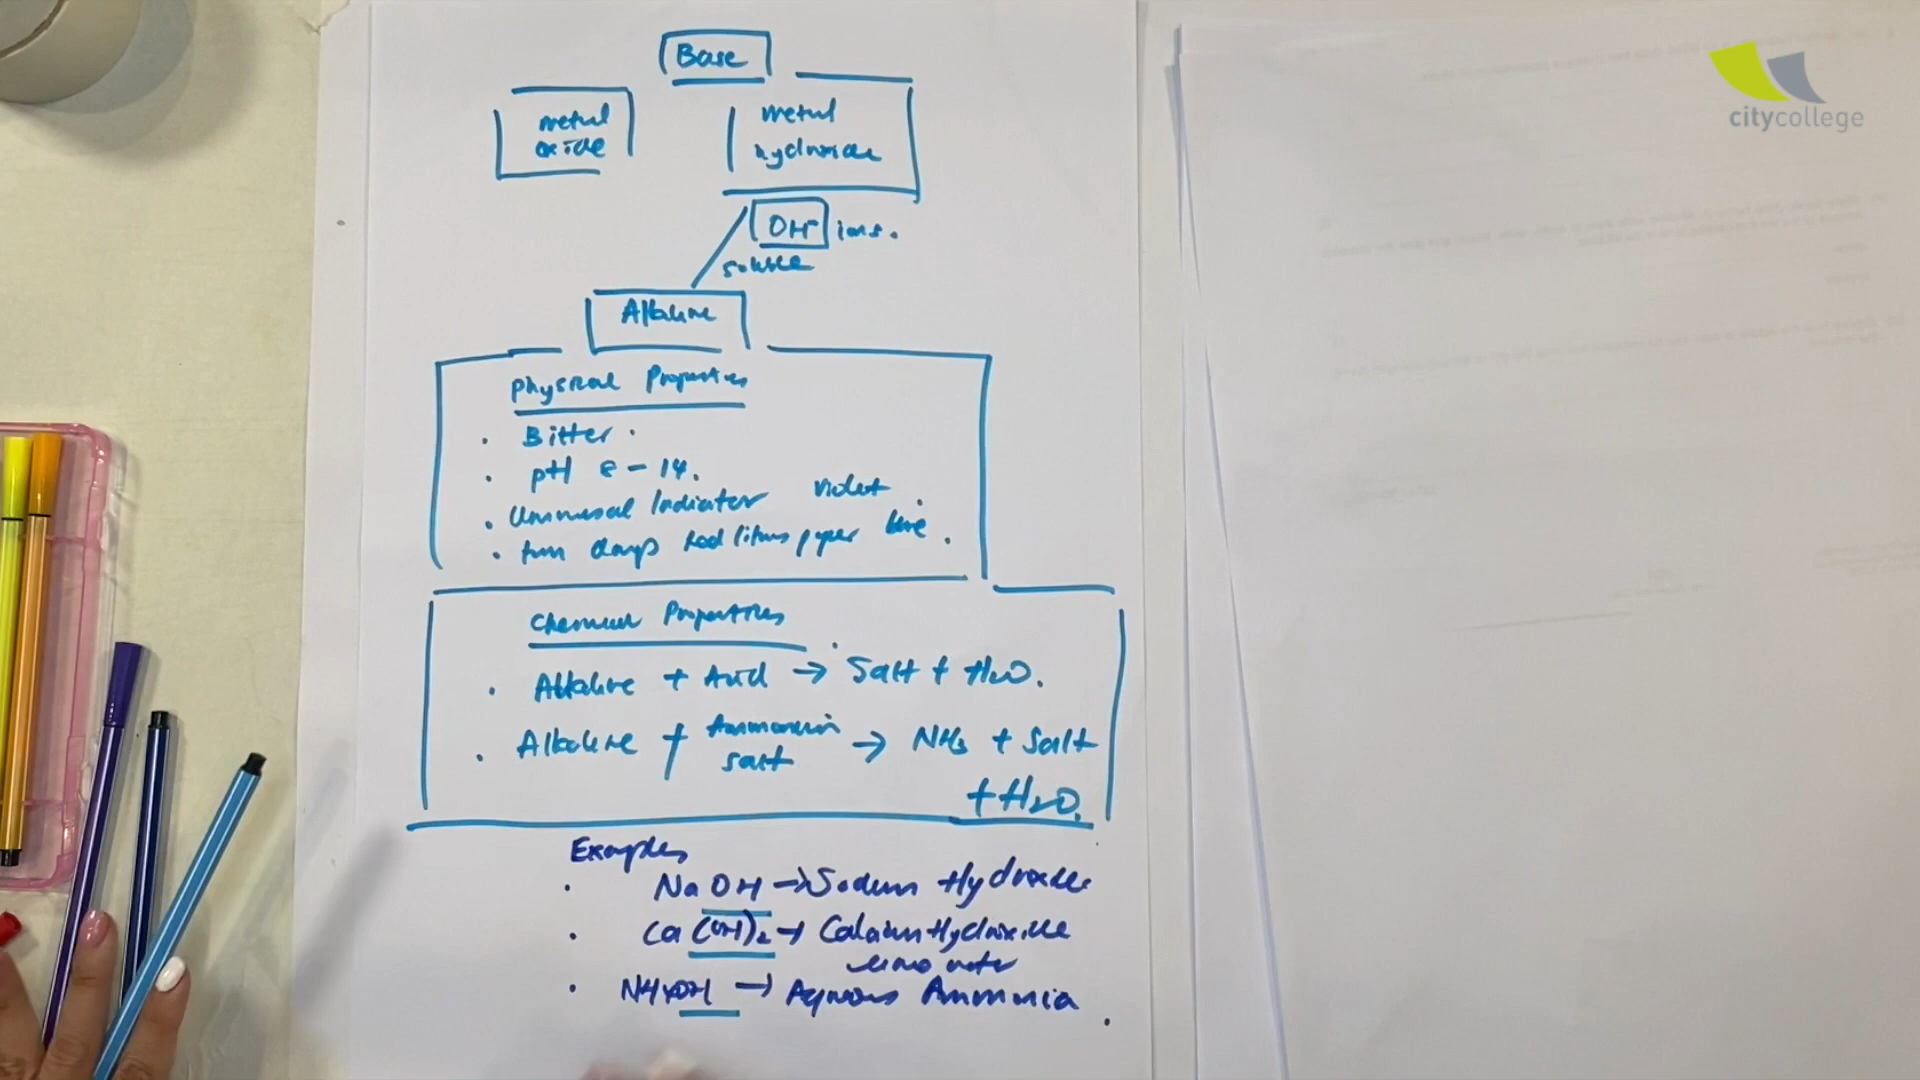 Base
metal
oxide
metal
hydroxide
OH⁻ ions.
soluble
Alkaline
Physical Properties
· Bitter ·
· pH 8 - 14.
· Universal Indicator violet
· turn damp red litmus paper blue.
Chemical Properties
· Alkaline + Acid → Salt + H₂O.
· Alkaline + Ammonium salt → NH₃ + Salt
+ H₂O.
Examples
· NaOH → Sodium Hydroxide
· Ca(OH)₂ → Calcium Hydroxide
lime water
· NH₄OH → Aqueous Ammonia
citycollege